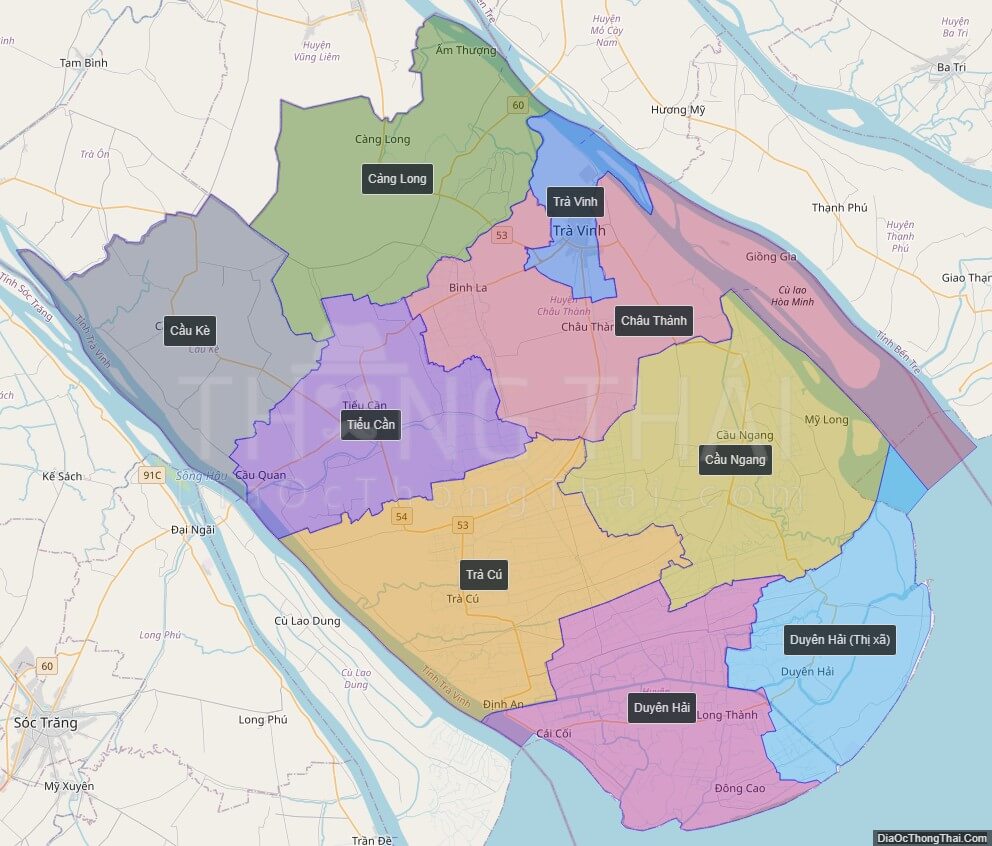 Bến Tre
Huyện
Mỏ Cày
Nam
Huyện
Ba Tri
Huyện
Vũng Liêm
Ấm Thượng
Tam Bình
Ba Tri
60
Hương Mỹ
Càng Long
Trà Ôn
Càng Long
Trà Vinh
Thạnh Phú
Huyện
Thạnh
Phú
Trà Vinh
53
Giồng Gia
Tỉnh Sóc Trăng
Bình La
Giao Thạn
Cù lao
Hòa Minh
Huyện
Châu Thành
Châu Thàn
Châu Thành
Tỉnh Trà Vinh
Cầu Kè
Cầu Kè
Tỉnh Bến Tre
THÔNG THÁI
Tiểu Cần
Tiểu Cần
Mỹ Long
Cầu Ngang
Cầu Ngang
Kế Sách
91C
Sông Hậu
Cầu Quan
DiaOcThongThai.com
54
53
Đại Ngãi
Trà Cú
Trà Cú
Cù Lao Dung
Long Phú
Duyên Hải (Thị xã)
60
Cù Lao
Dung
Duyên Hải
Tỉnh Trà Vinh
Huyện
Định An
Duyên Hải
Long Thành
Sóc Trăng
Long Phú
Cái Cối
Mỹ Xuyên
Đông Cao
Trần Đề
DiaOcThongThai.Com